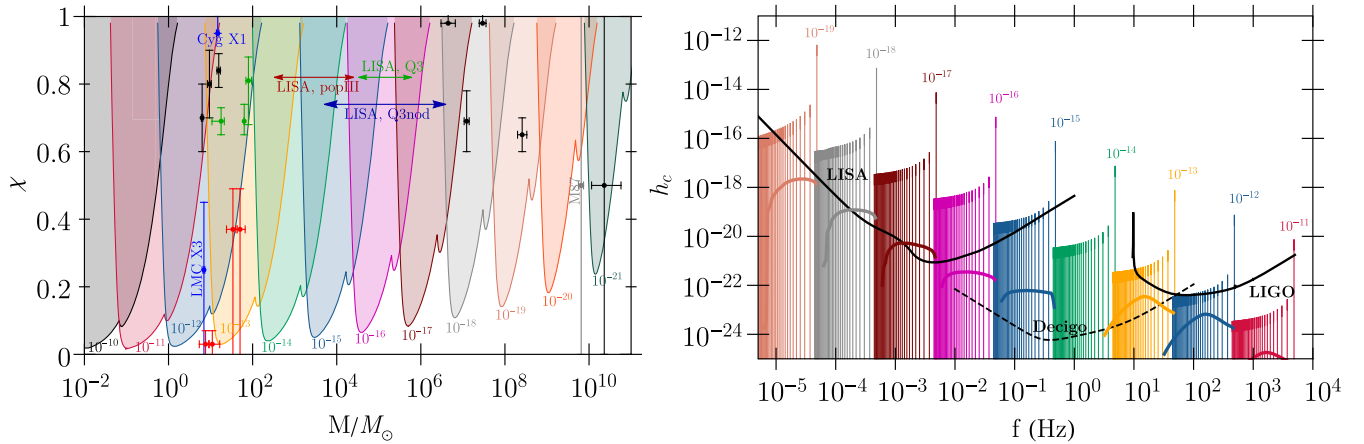 1
0.8
0.6
0.4
0.2
0
χ
Cyg X1
LISA, Q3
LISA, popIII
LISA, Q3nod
M87
LMC X3
10^{-10}
10^{-11}
10^{-12}
10^{-13}
10^{-14}
10^{-15}
10^{-16}
10^{-17}
10^{-18}
10^{-19}
10^{-20}
10^{-21}
10^{-2} 10^{0} 10^{2} 10^{4} 10^{6} 10^{8} 10^{10}
M/M_⊙
10^{-12}
10^{-14}
10^{-16}
10^{-18}
10^{-20}
10^{-22}
10^{-24}
h_c
10^{-19}
10^{-18}
10^{-17}
10^{-16}
10^{-15}
10^{-14}
10^{-13}
10^{-12}
10^{-11}
LISA
Decigo
LIGO
10^{-5} 10^{-4} 10^{-3} 10^{-2} 10^{-1} 10^{0} 10^{1} 10^{2} 10^{3} 10^{4}
f (Hz)